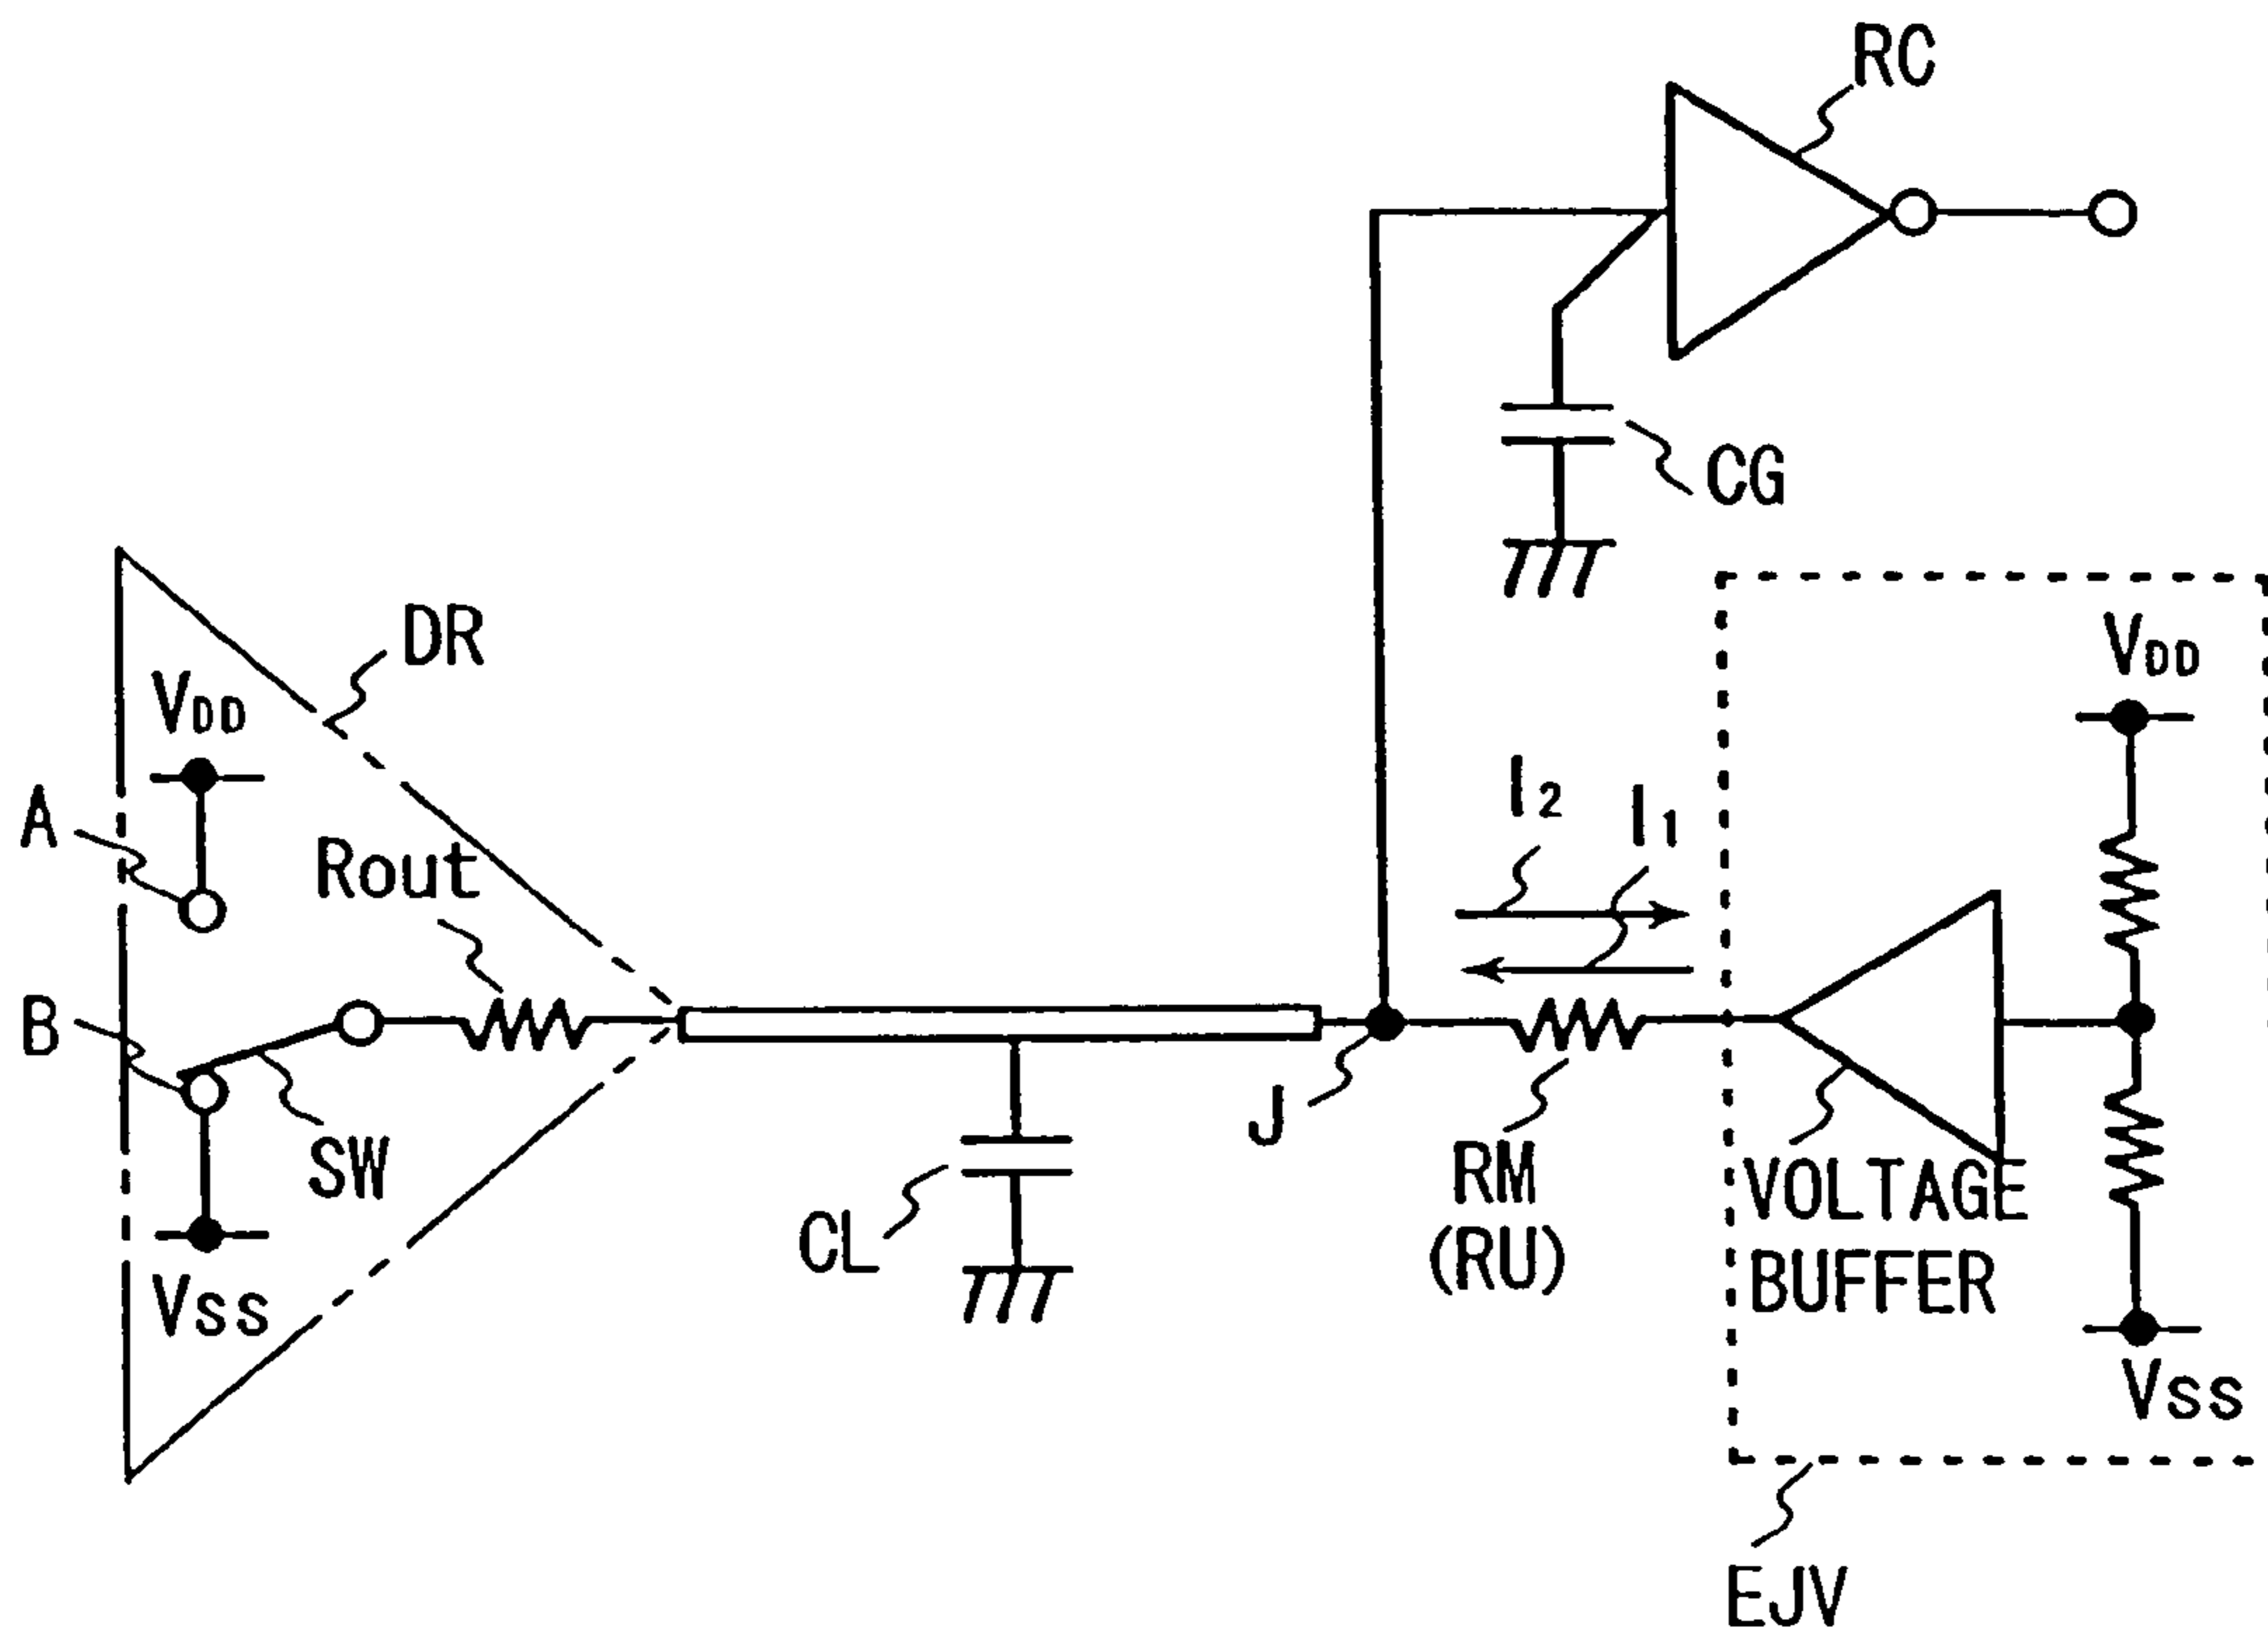 RC
CG
DR
VDD
VDD
A
I2
I1
Rout
B
J
SW
RM
(RU)
VOLTAGE
BUFFER
CL
VSS
VSS
EJV